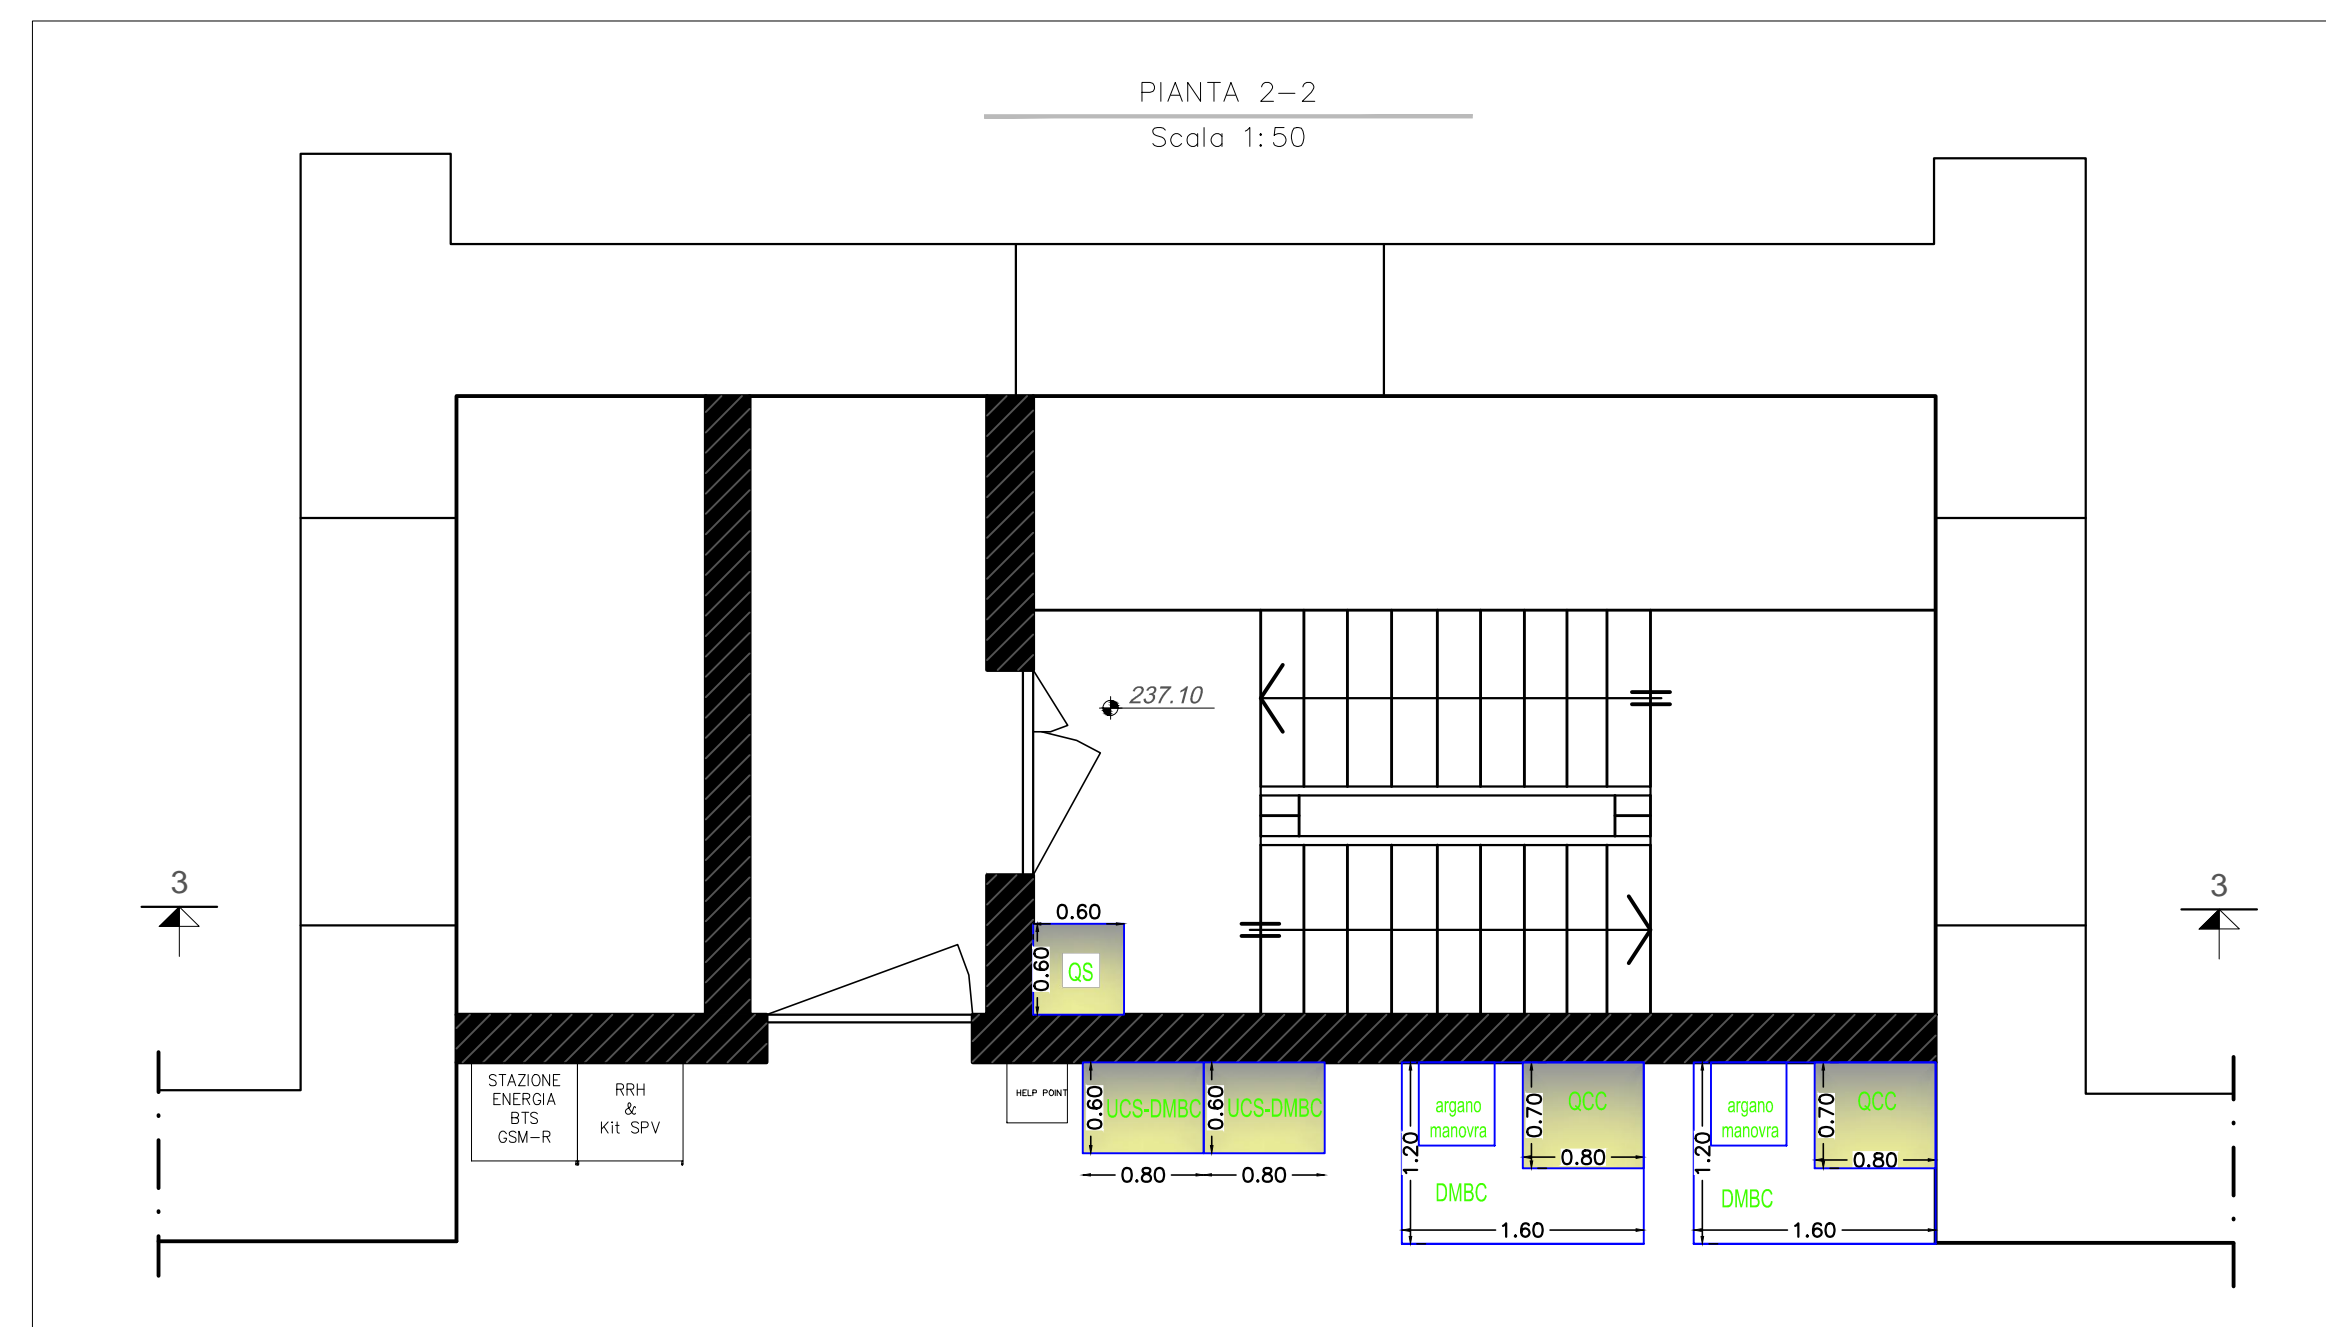 PIANTA 2-2
Scala 1:50
237.10
3
3
0.60
0.60
QS
STAZIONE
ENERGIA
BTS
GSM-R
RRH
&
Kit SPV
HELP POINT
0.60
UCS-DMBC
0.60
UCS-DMBC
0.80
0.80
1.20
argano
manovra
0.70
QCC
0.80
DMBC
1.60
1.20
argano
manovra
0.70
QCC
0.80
DMBC
1.60